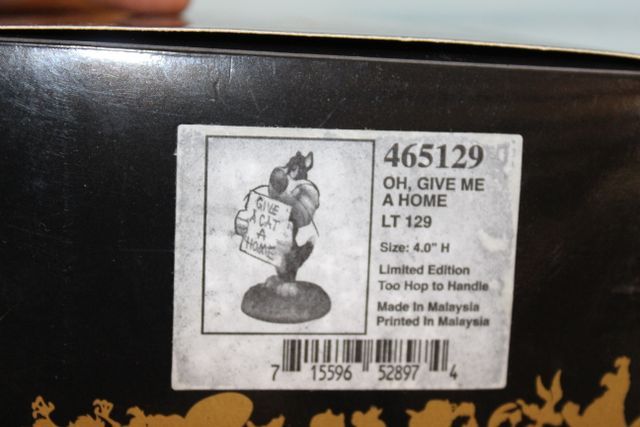 GIVE
A CAT
A
HOME
465129
OH, GIVE ME
A HOME
LT 129
Size: 4.0" H
Limited Edition
Too Hop to Handle
Made In Malaysia
Printed In Malaysia
7 15596 52897 4